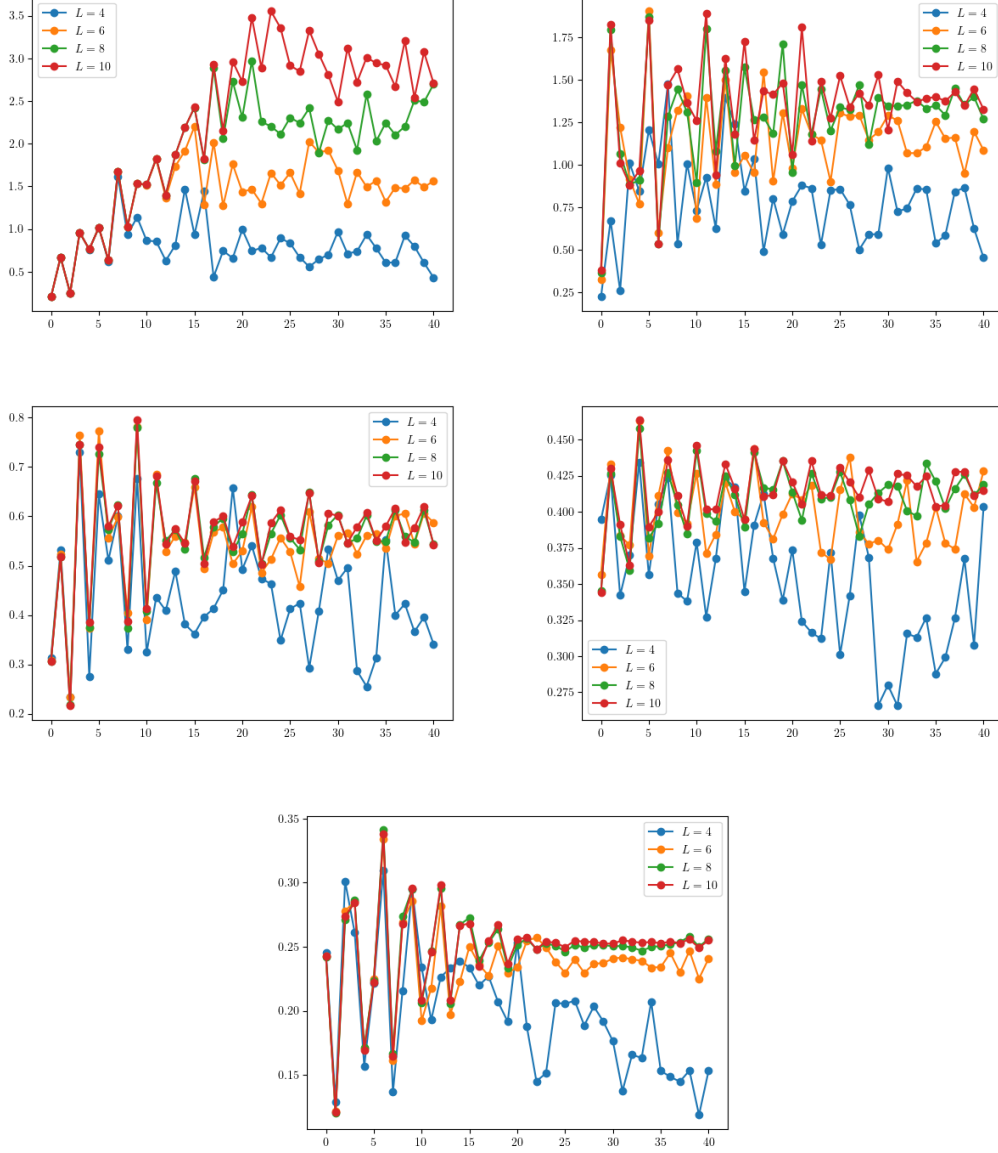 3.5
3.0
2.5
2.0
1.5
1.0
0.5
0 5 10 15 20 25 30 35 40
L = 4
L = 6
L = 8
L = 10
1.75
1.50
1.25
1.00
0.75
0.50
0.25
0 5 10 15 20 25 30 35 40
L = 4
L = 6
L = 8
L = 10
0.8
0.7
0.6
0.5
0.4
0.3
0.2
0 5 10 15 20 25 30 35 40
L = 4
L = 6
L = 8
L = 10
0.450
0.425
0.400
0.375
0.350
0.325
0.300
0.275
0 5 10 15 20 25 30 35 40
L = 4
L = 6
L = 8
L = 10
0.35
0.30
0.25
0.20
0.15
0 5 10 15 20 25 30 35 40
L = 4
L = 6
L = 8
L = 10